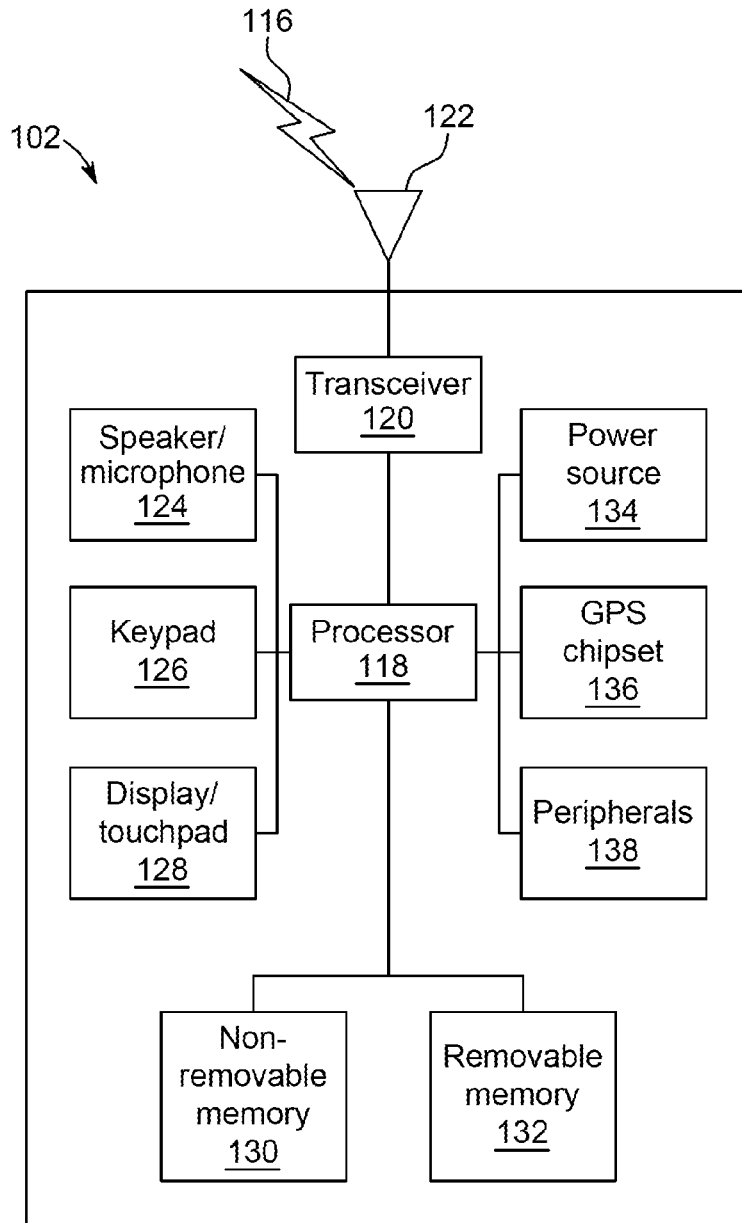 116
122
102
Transceiver
120
Speaker/
microphone
124
Power
source
134
Keypad
126
Processor
118
GPS
chipset
136
Display/
touchpad
128
Peripherals
138
Non-
removable
memory
130
Removable
memory
132